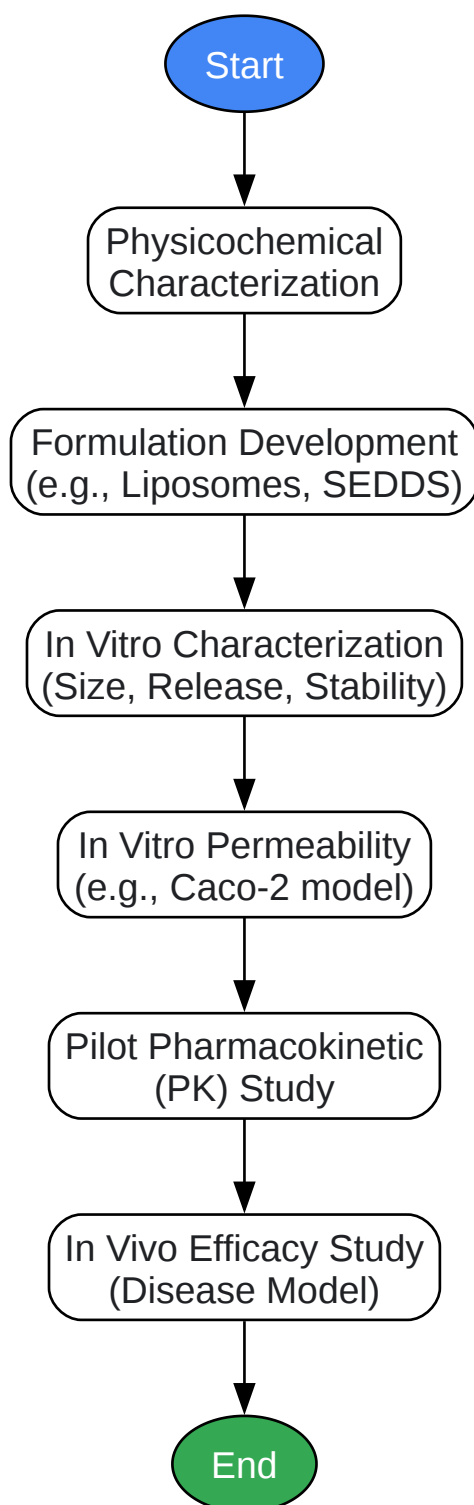 Start
Physicochemical
Characterization
Formulation Development
(e.g., Liposomes, SEDDS)
In Vitro Characterization
(Size, Release, Stability)
In Vitro Permeability
(e.g., Caco-2 model)
Pilot Pharmacokinetic
(PK) Study
In Vivo Efficacy Study
(Disease Model)
End